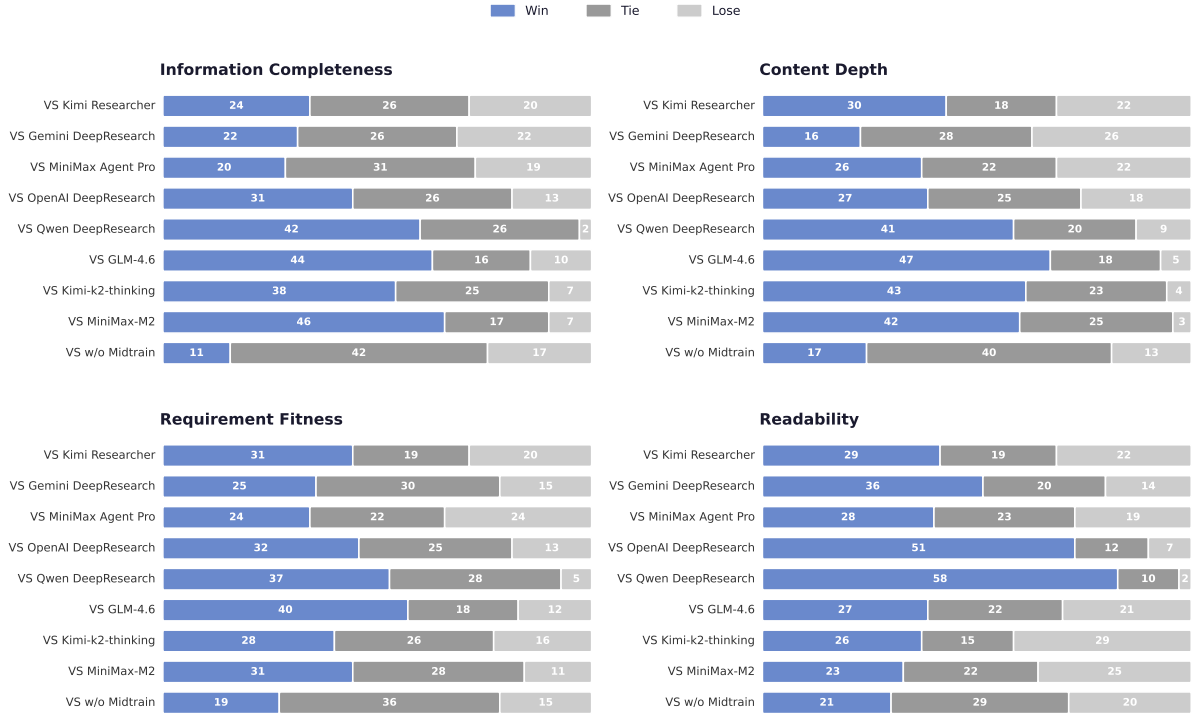 Win Tie Lose
Information Completeness
VS Kimi Researcher 24 26 20
VS Gemini DeepResearch 22 26 22
VS MiniMax Agent Pro 20 31 19
VS OpenAI DeepResearch 31 26 13
VS Qwen DeepResearch 42 26 2
VS GLM-4.6 44 16 10
VS Kimi-k2-thinking 38 25 7
VS MiniMax-M2 46 17 7
VS w/o Midtrain 11 42 17
Content Depth
VS Kimi Researcher 30 18 22
VS Gemini DeepResearch 16 28 26
VS MiniMax Agent Pro 26 22 22
VS OpenAI DeepResearch 27 25 18
VS Qwen DeepResearch 41 20 9
VS GLM-4.6 47 18 5
VS Kimi-k2-thinking 43 23 4
VS MiniMax-M2 42 25 3
VS w/o Midtrain 17 40 13
Requirement Fitness
VS Kimi Researcher 31 19 20
VS Gemini DeepResearch 25 30 15
VS MiniMax Agent Pro 24 22 24
VS OpenAI DeepResearch 32 25 13
VS Qwen DeepResearch 37 28 5
VS GLM-4.6 40 18 12
VS Kimi-k2-thinking 28 26 16
VS MiniMax-M2 31 28 11
VS w/o Midtrain 19 36 15
Readability
VS Kimi Researcher 29 19 22
VS Gemini DeepResearch 36 20 14
VS MiniMax Agent Pro 28 23 19
VS OpenAI DeepResearch 51 12 7
VS Qwen DeepResearch 58 10 2
VS GLM-4.6 27 22 21
VS Kimi-k2-thinking 26 15 29
VS MiniMax-M2 23 22 25
VS w/o Midtrain 21 29 20